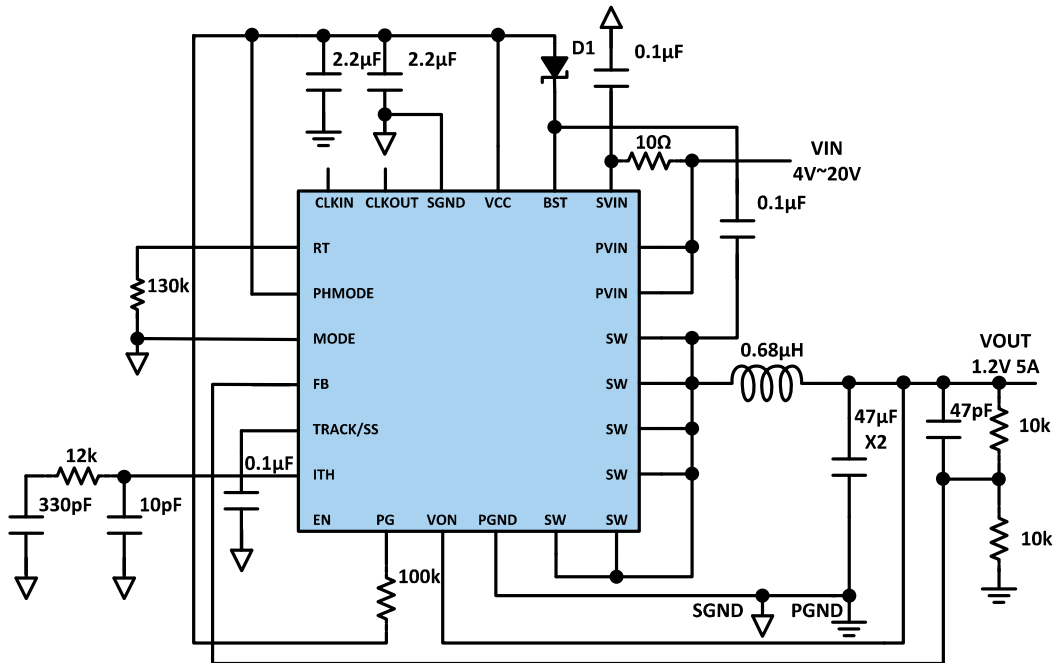 D1
2.2µF
2.2µF
0.1µF
10Ω
VIN
4V~20V
0.1µF
CLKIN
CLKOUT
SGND
VCC
BST
SVIN
RT
PVIN
130k
PHMODE
PVIN
MODE
SW
0.68µH
VOUT
1.2V 5A
FB
SW
47µF
X2
47pF
10k
TRACK/SS
SW
12k
0.1µF
ITH
SW
330pF
10pF
EN
PG
VON
PGND
SW
SW
10k
100k
SGND
PGND